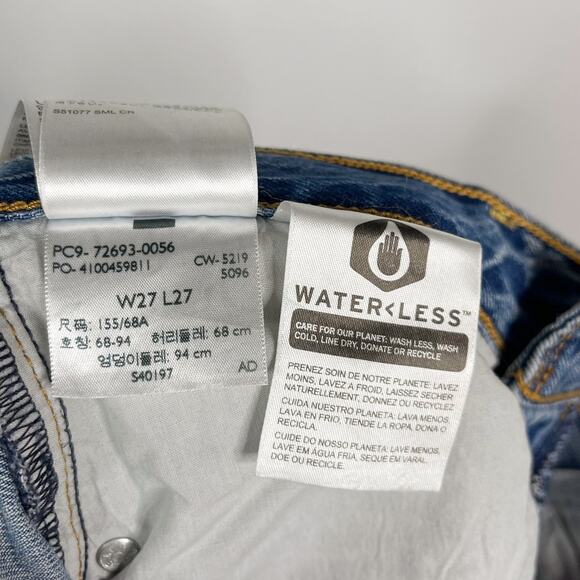 S51077 SML CR
PC9- 72693-0056
PO- 4100459811
CW- 5219
5096
W27 L27
尺码: 155/68A
호칭: 68-94 허리둘레: 68 cm
엉덩이둘레: 94 cm
S40197
AD
WATER<LESS™
CARE FOR OUR PLANET: WASH LESS, WASH
COLD, LINE DRY, DONATE OR RECYCLE
PRENEZ SOIN DE NOTRE PLANETE: LAVEZ
MOINS, LAVEZ À FROID, LAISSEZ SECHER
NATURELLEMENT, DONNEZ OU RECYCLEZ
CUIDA NUESTRO PLANETA: LAVA MENOS,
LAVA EN FRIO, TIENDE LA ROPA, DONA O
RECICLA.
CUIDE DO NOSSO PLANETA: LAVE MENOS,
LAVE EM ÁGUA FRIA, SEQUE EM VARAL,
DOE OU RECICLE.